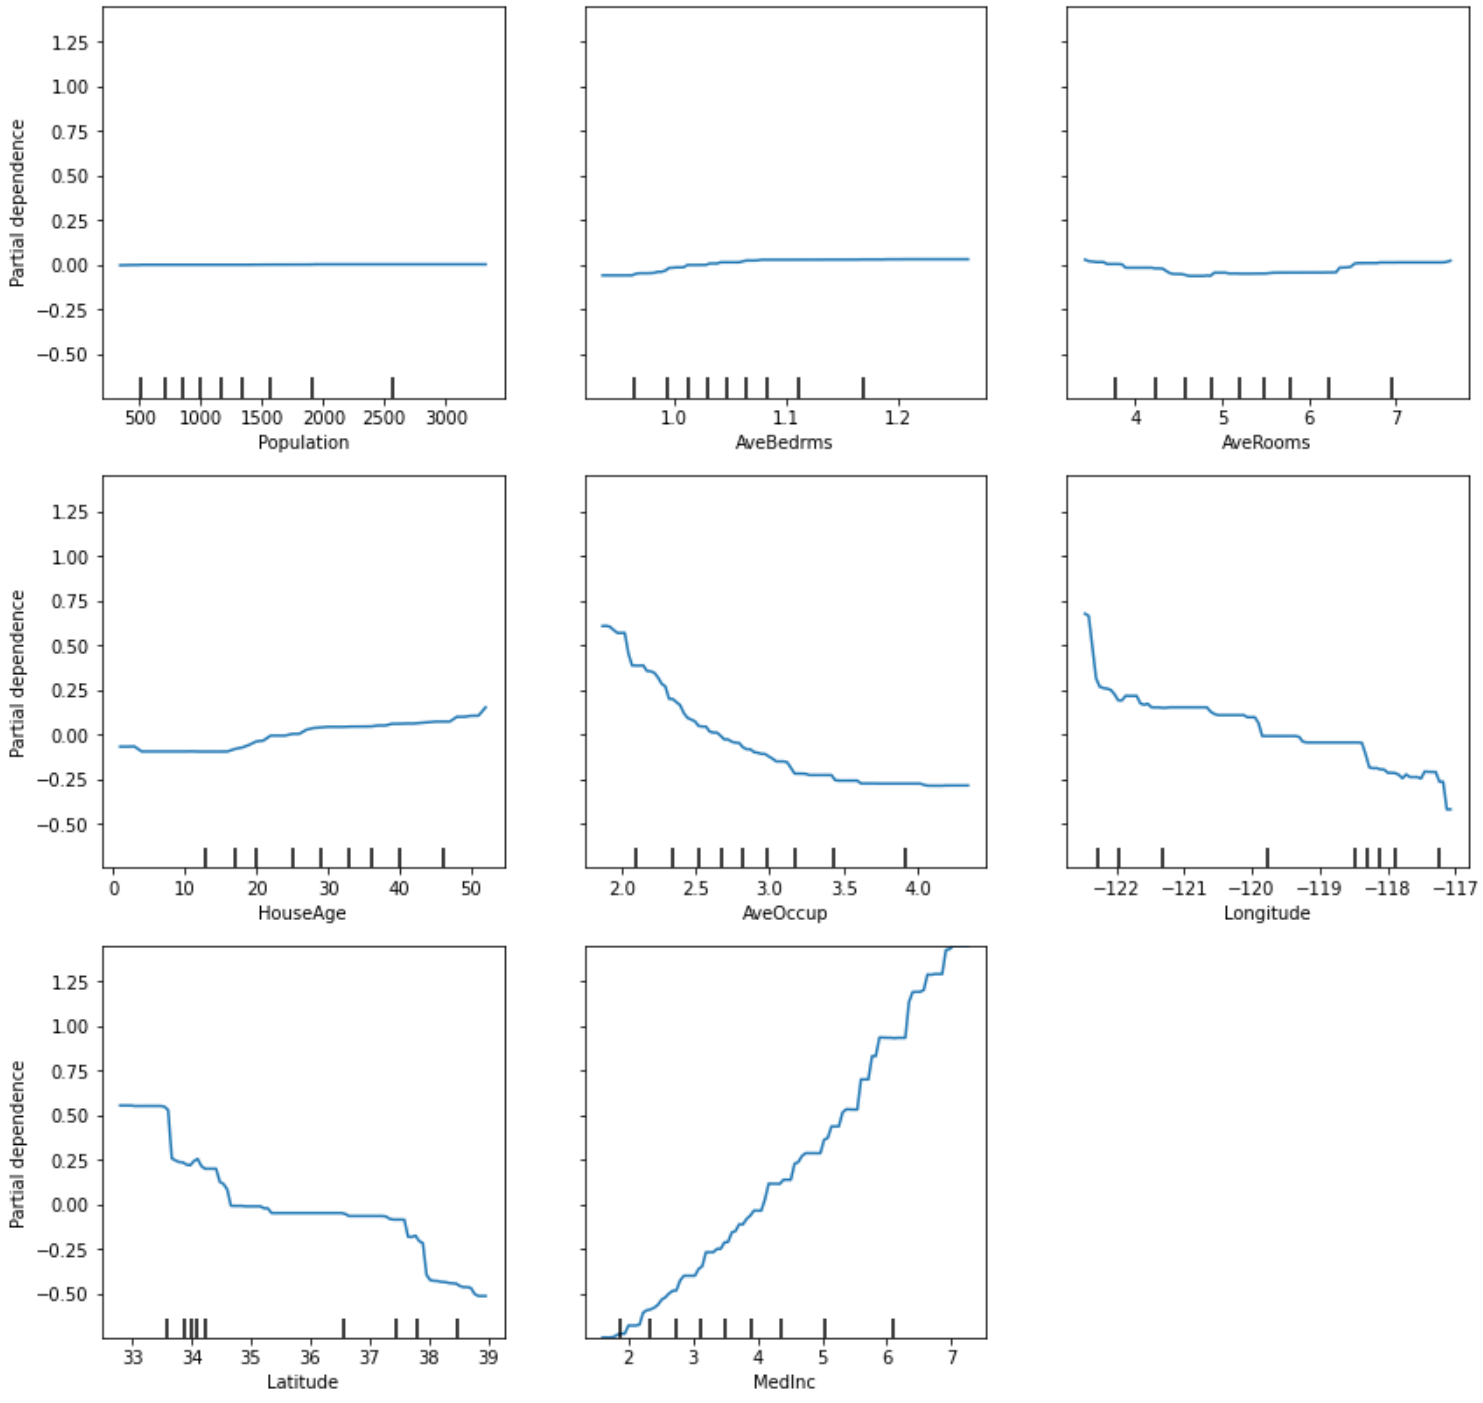 1.25
1.00
0.75
0.50
0.25
0.00
−0.25
−0.50
Partial dependence
500 1000 1500 2000 2500 3000
Population
1.0 1.1 1.2
AveBedrms
4 5 6 7
AveRooms
1.25
1.00
0.75
0.50
0.25
0.00
−0.25
−0.50
Partial dependence
0 10 20 30 40 50
HouseAge
2.0 2.5 3.0 3.5 4.0
AveOccup
−122 −121 −120 −119 −118 −117
Longitude
1.25
1.00
0.75
0.50
0.25
0.00
−0.25
−0.50
Partial dependence
33 34 35 36 37 38 39
Latitude
2 3 4 5 6 7
MedInc